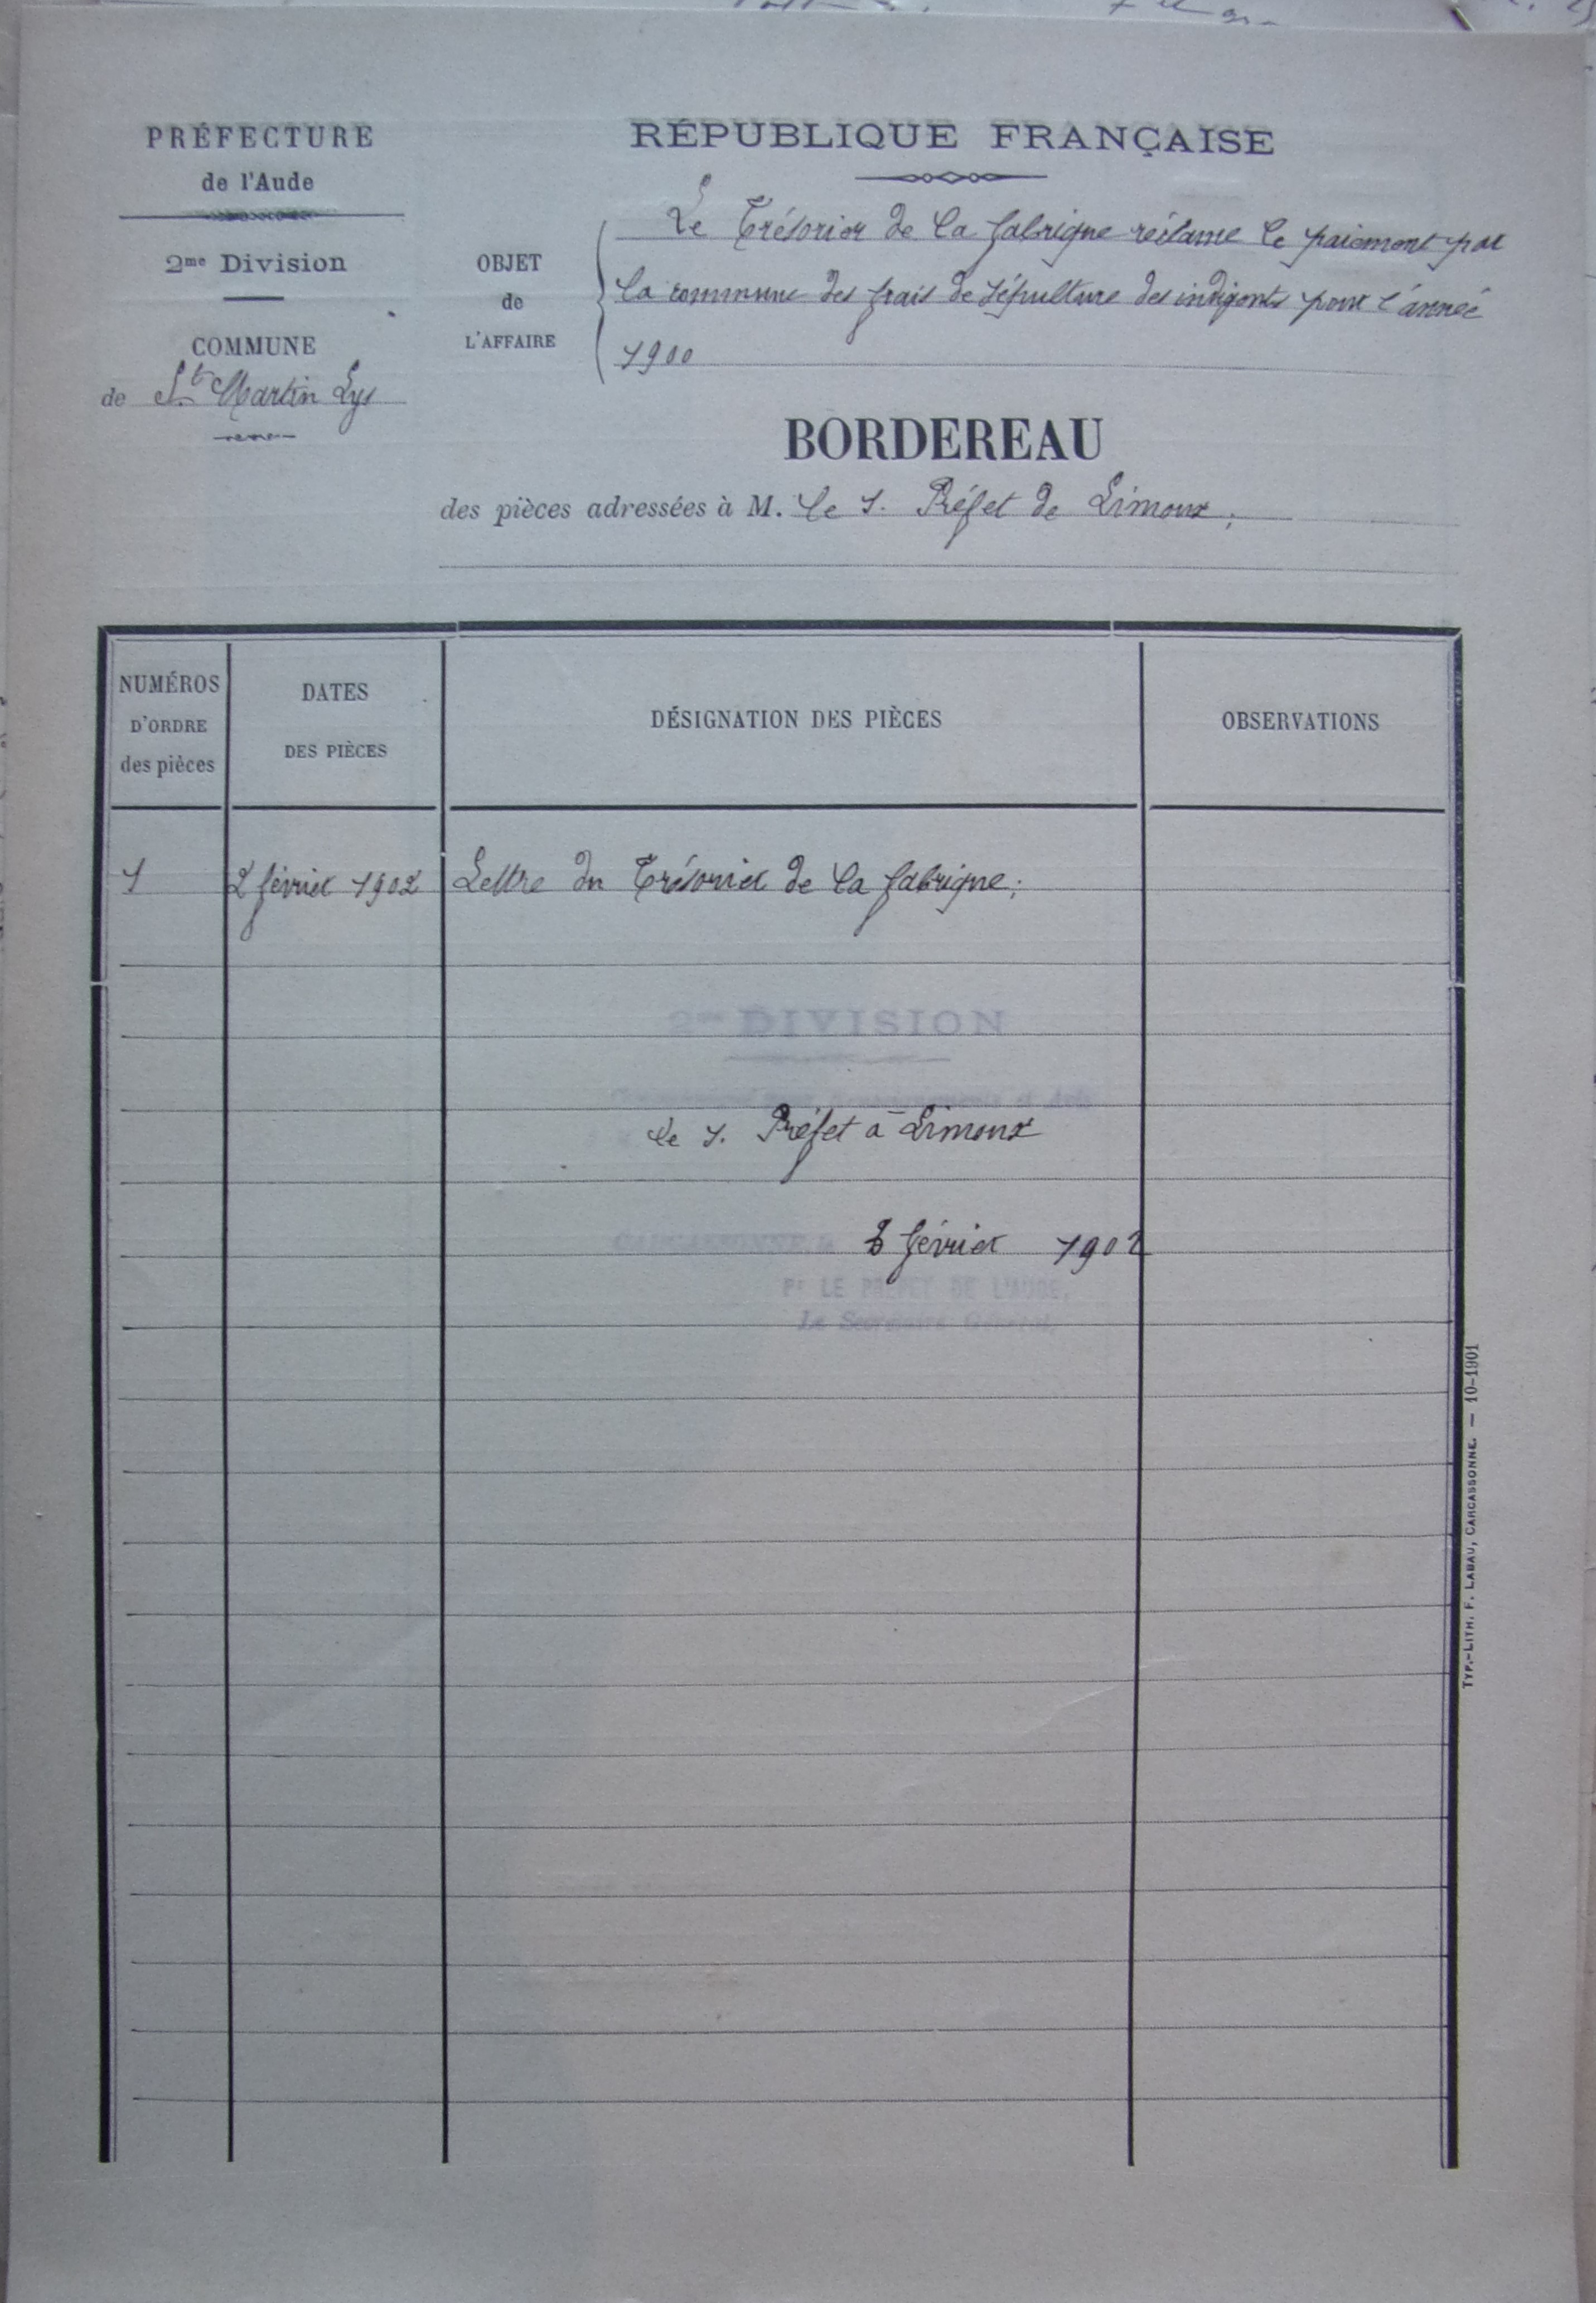 PRÉFECTURE
de l'Aude
2me Division
COMMUNE
de St Martin Lys
RÉPUBLIQUE FRANÇAISE
OBJET
de
L'AFFAIRE
Le Trésorier de la fabrique réclame le paiement par
la commune des frais de sépulture des indigents pour l'année
1900
BORDEREAU
des pièces adressées à M. le S. Préfet de Limoux;
NUMÉROS
D'ORDRE
des pièces
DATES
DES PIÈCES
DÉSIGNATION DES PIÈCES
OBSERVATIONS
1 2 février 1902 Lettre du Trésorier de la fabrique;
2me DIVISION
le S. Préfet à Limoux
CARCASSONNE le février 1902
Pr LE PRÉFET DE L'AUDE,
Le Secrétaire Général,
TYP.-LITH. F. LABAU, CARCASSONNE. — 10-1901